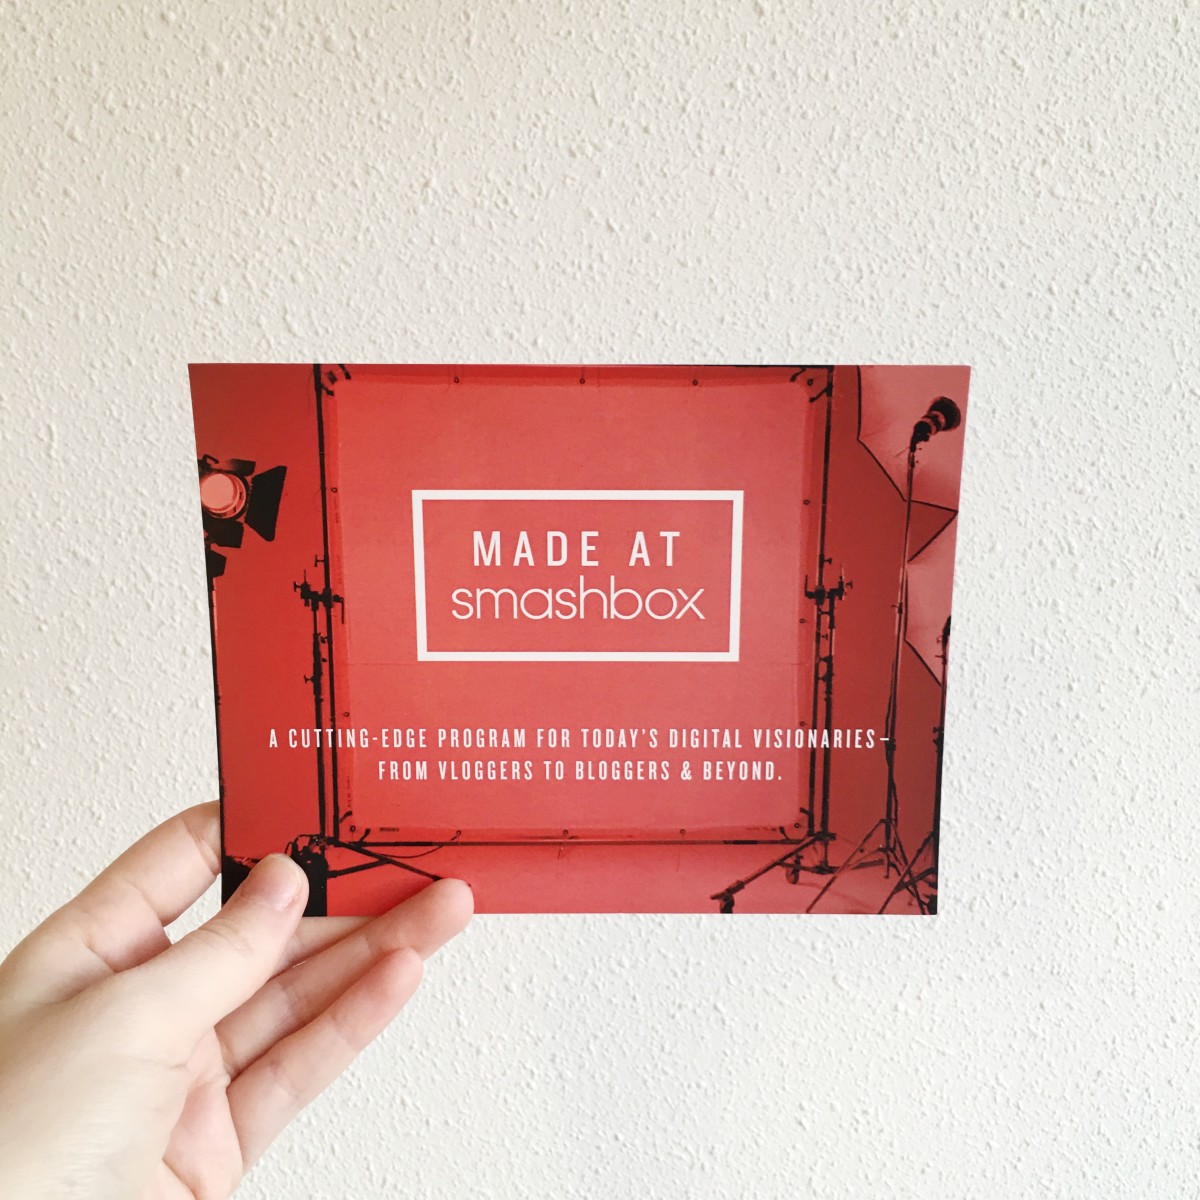 MADE AT
smashbox
A CUTTING-EDGE PROGRAM FOR TODAY'S DIGITAL VISIONARIES–
FROM VLOGGERS TO BLOGGERS & BEYOND.